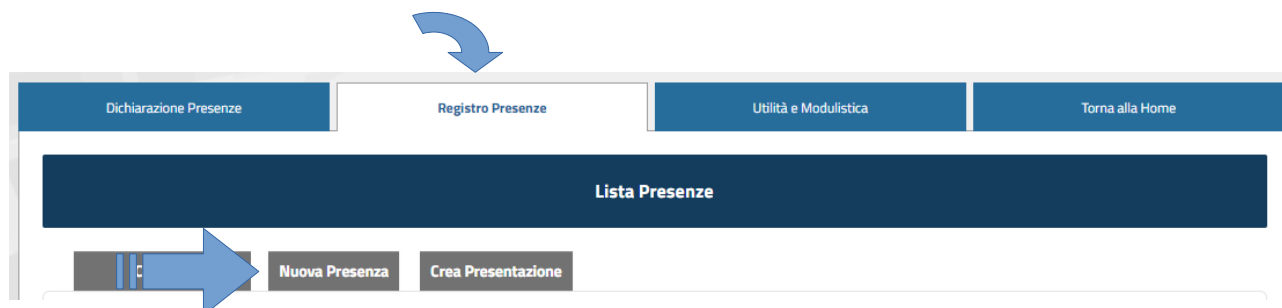 Dichiarazione Presenze
Registro Presenze
Utilità e Modulistica
Torna alla Home
Lista Presenze
Nuova Presenza
Crea Presentazione